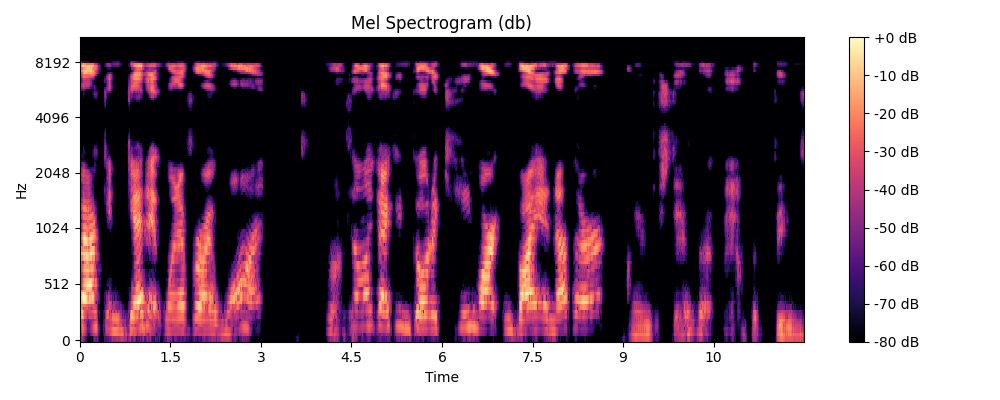 Mel Spectrogram (db)
8192
4096
2048
1024
512
0
Hz
0 1.5 3 4.5 6 7.5 9 10
Time
+0 dB
-10 dB
-20 dB
-30 dB
-40 dB
-50 dB
-60 dB
-70 dB
-80 dB